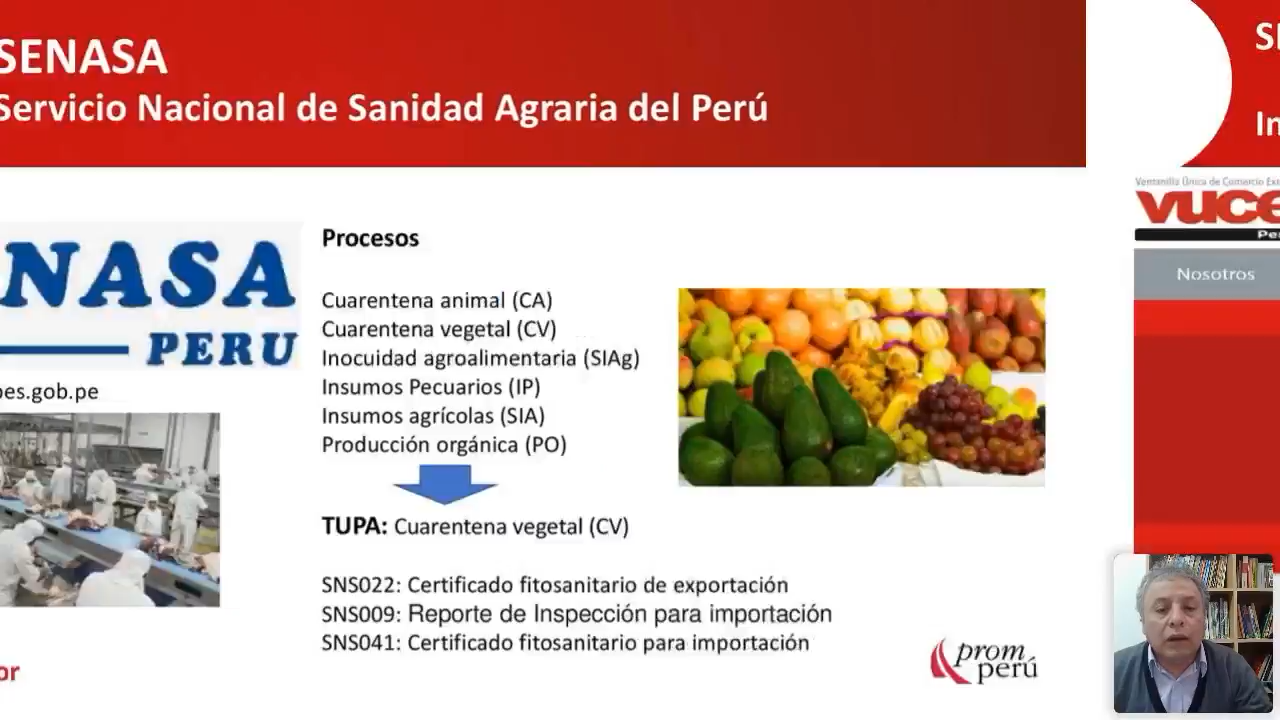 SENASA
Servicio Nacional de Sanidad Agraria del Perú
NASA
PERU
pes.gob.pe
Procesos
Cuarentena animal (CA)
Cuarentena vegetal (CV)
Inocuidad agroalimentaria (SIAg)
Insumos Pecuarios (IP)
Insumos agrícolas (SIA)
Producción orgánica (PO)
TUPA: Cuarentena vegetal (CV)
SNS022: Certificado fitosanitario de exportación
SNS009: Reporte de Inspección para importación
SNS041: Certificado fitosanitario para importación
or
prom
perú
Ventanilla Única de Comercio Ex
vuce
Pe
Nosotros